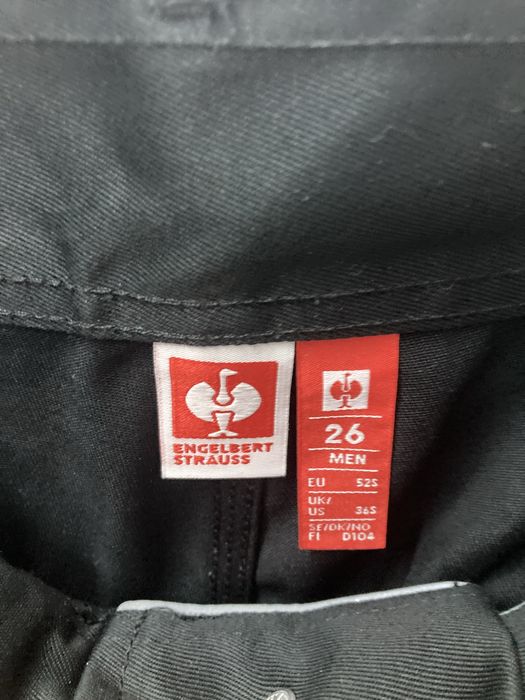 ENGELBERT
STRAUSS
26
MEN
EU 52S
UK/
US 36S
SE/DK/NO
FI D104